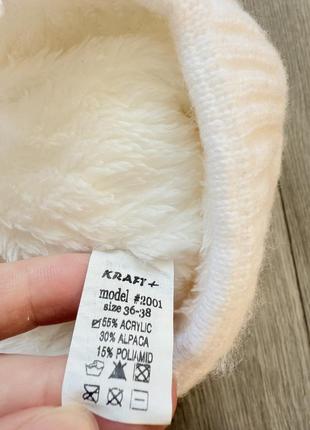 KRAFT+
model #2001
size 36-38
55% ACRYLIC
30% ALPACA
15% POLIAMID